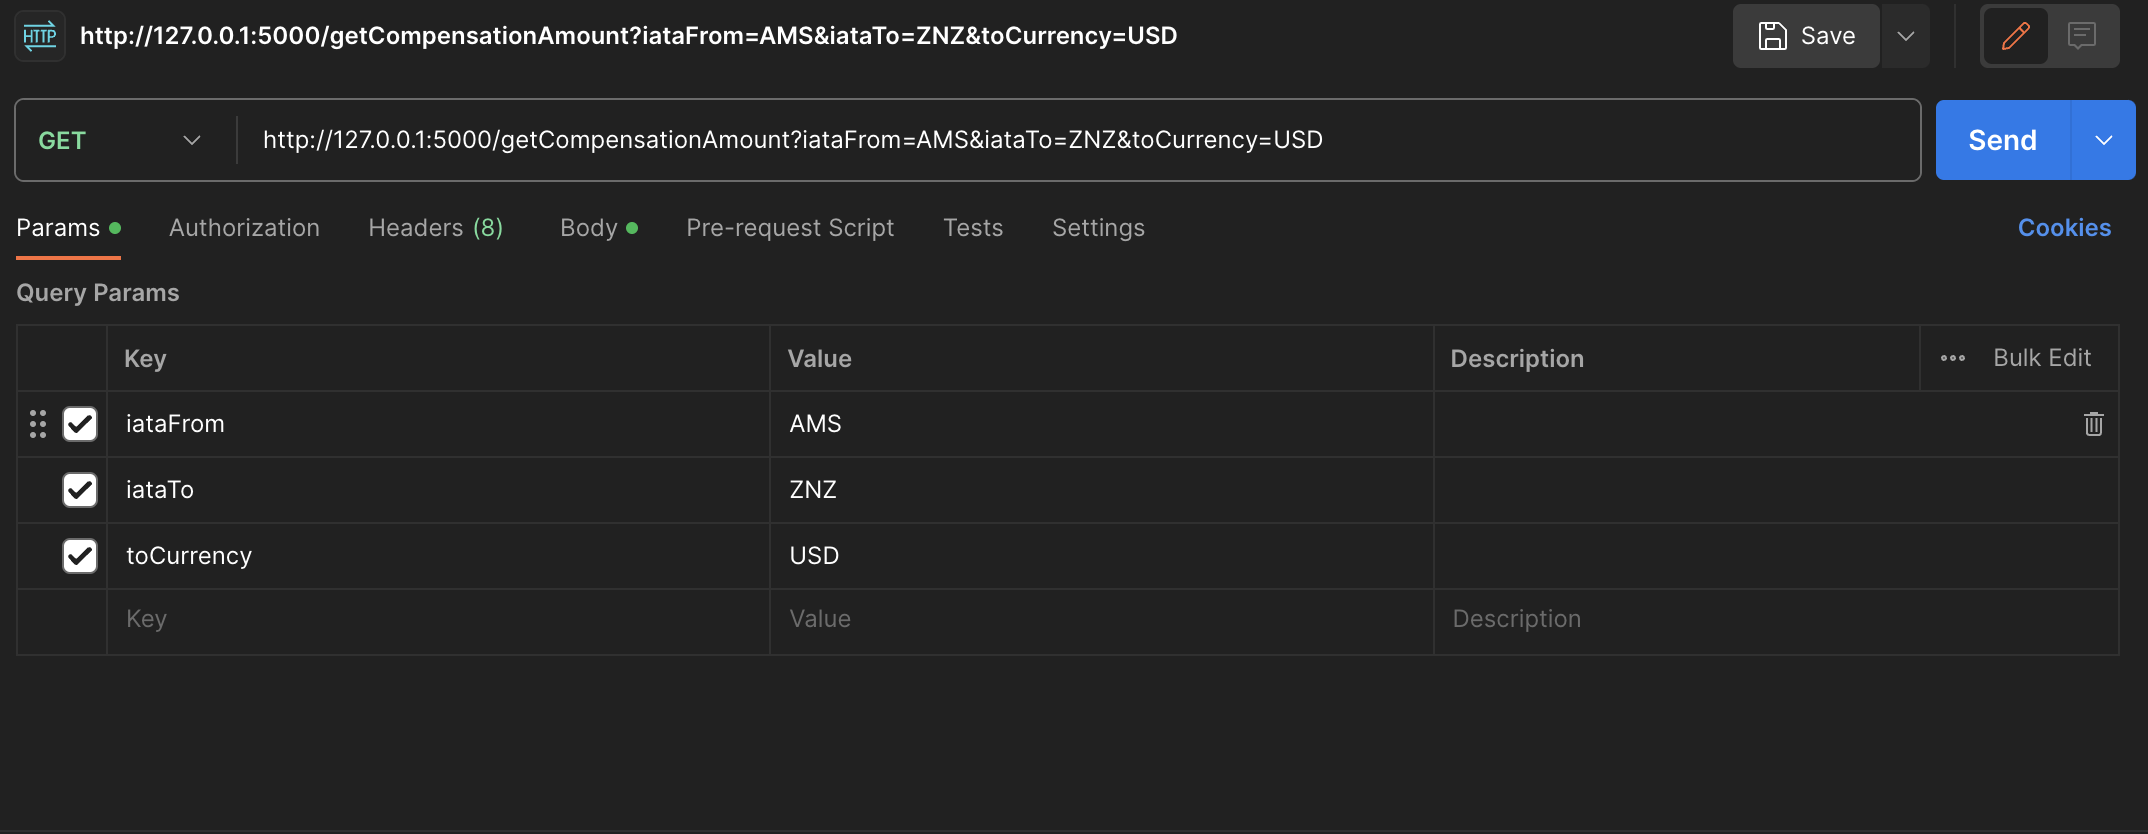 HTTP http://127.0.0.1:5000/getCompensationAmount?iataFrom=AMS&iataTo=ZNZ&toCurrency=USD Save
GET http://127.0.0.1:5000/getCompensationAmount?iataFrom=AMS&iataTo=ZNZ&toCurrency=USD Send
Params Authorization Headers (8) Body Pre-request Script Tests Settings Cookies
Query Params
Key Value Description Bulk Edit
iataFrom AMS
iataTo ZNZ
toCurrency USD
Key Value Description